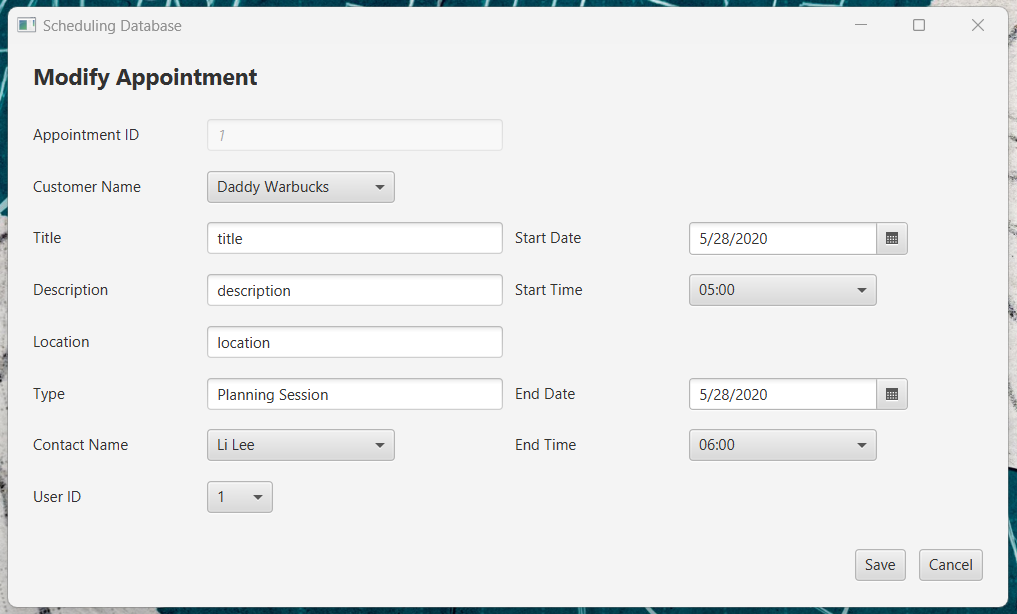 Scheduling Database
Modify Appointment
Appointment ID 1
Customer Name Daddy Warbucks
Title title Start Date 5/28/2020
Description description Start Time 05:00
Location location
Type Planning Session End Date 5/28/2020
Contact Name Li Lee End Time 06:00
User ID 1
Save Cancel